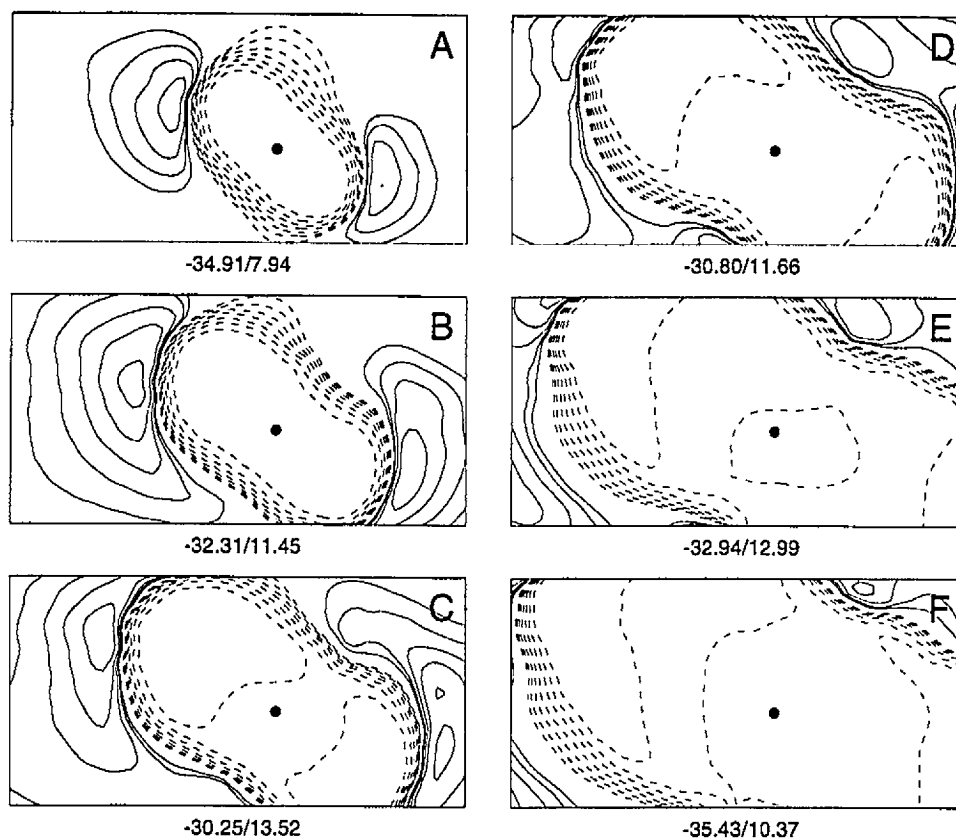 A
-34.91/7.94
B
-32.31/11.45
C
-30.25/13.52
D
-30.80/11.66
E
-32.94/12.99
F
-35.43/10.37